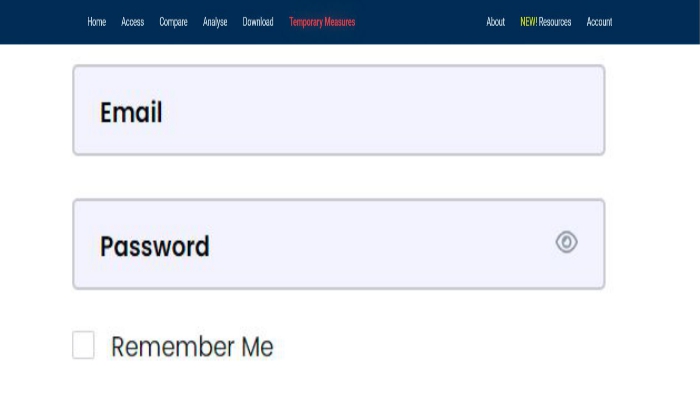 Home Access Compare Analyse Download Temporary Measures About NEW! Resources Account
Email
Password
Remember Me